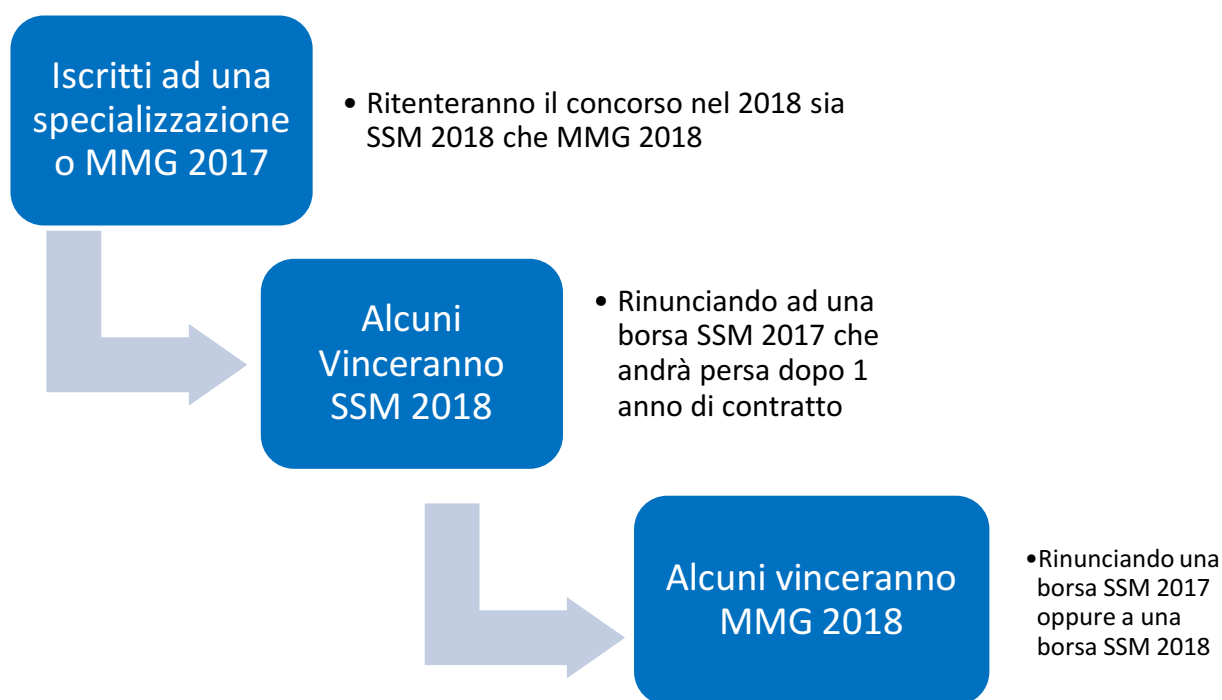 Iscritti ad una
specializzazione
o MMG 2017
• Ritenteranno il concorso nel 2018 sia
SSM 2018 che MMG 2018
Alcuni
Vinceranno
SSM 2018
• Rinunciando ad una
borsa SSM 2017 che
andrà persa dopo 1
anno di contratto
Alcuni vinceranno
MMG 2018
•Rinunciando una
borsa SSM 2017
oppure a una
borsa SSM 2018